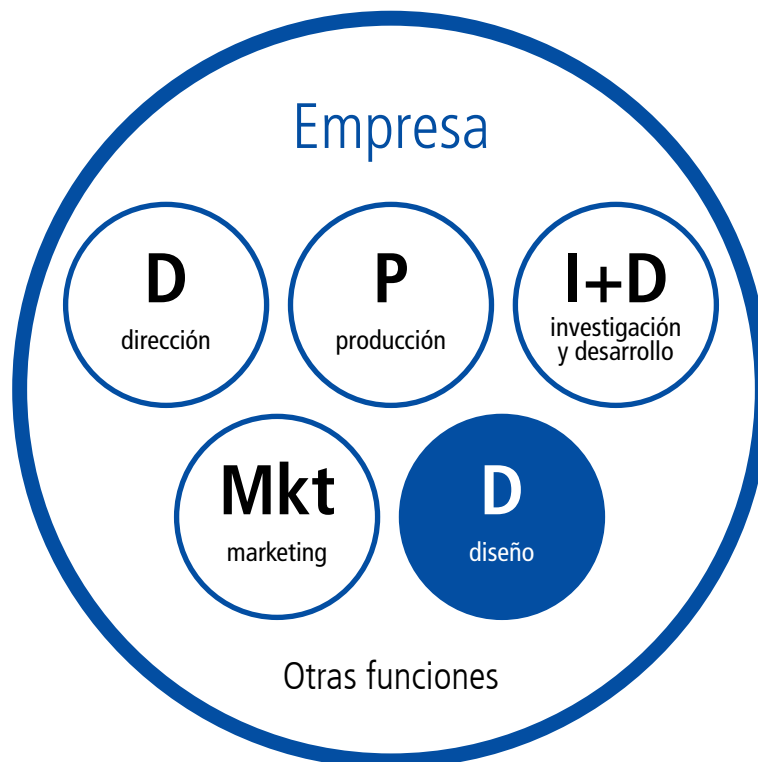 Empresa
D
dirección
P
producción
I+D
investigación
y desarrollo
Mkt
marketing
D
diseño
Otras funciones